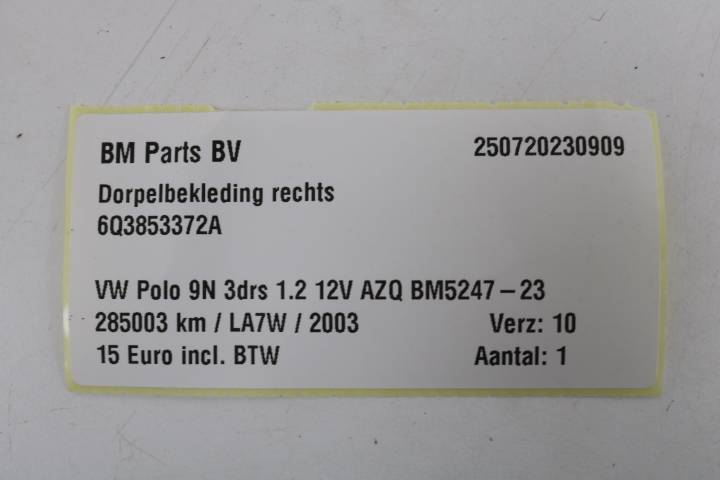 BM Parts BV 250720230909
Dorpelbekleding rechts
6Q3853372A
VW Polo 9N 3drs 1.2 12V AZQ BM5247-23
285003 km / LA7W / 2003 Verz: 10
15 Euro incl. BTW Aantal: 1